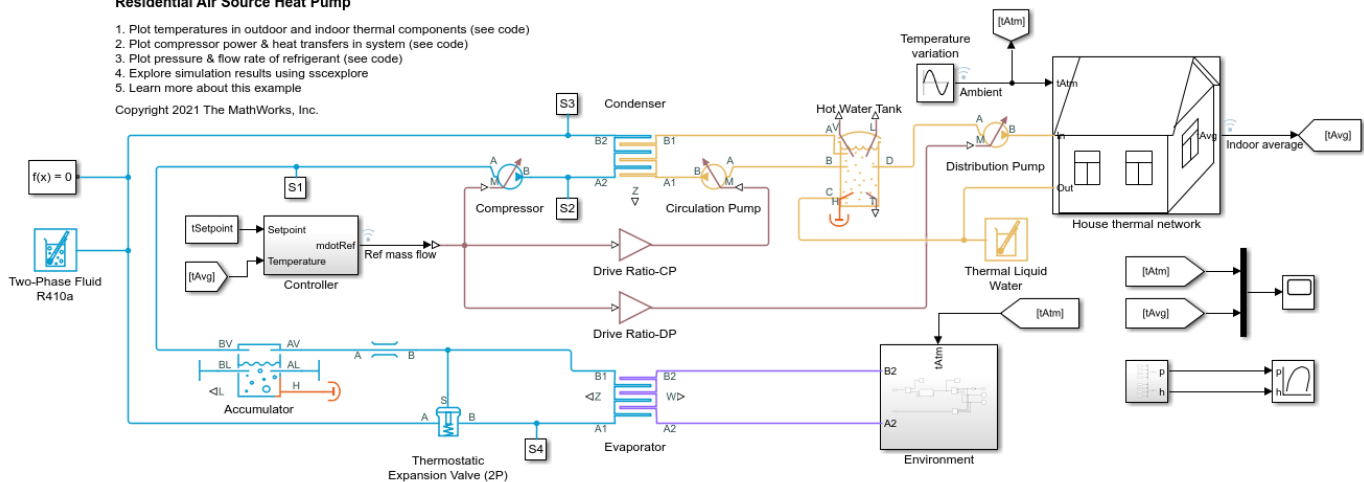 Residential Air Source Heat Pump
1. Plot temperatures in outdoor and indoor thermal components (see code)
2. Plot compressor power & heat transfers in system (see code)
3. Plot pressure & flow rate of refrigerant (see code)
4. Explore simulation results using sscexplore
5. Learn more about this example
Copyright 2021 The MathWorks, Inc.
[tAtm]
Temperature
variation
Ambient
tAtm
In
tAvg
Out
House thermal network
Indoor average
[tAvg]
S3
Condenser
B2
B1
A2
A1
Z
Hot Water Tank
AV
L
B
D
C
H
T
A
B
M
Distribution Pump
f(x) = 0
S1
A
M
B
Compressor
S2
A
B
M
Circulation Pump
tSetpoint
[tAvg]
Setpoint
Temperature
mdotRef
Controller
Ref mass flow
Drive Ratio-CP
Drive Ratio-DP
Two-Phase Fluid
R410a
Thermal Liquid
Water
[tAtm]
[tAtm]
[tAvg]
BV
AV
BL
AL
L
H
Accumulator
A
B
S
A
B
Thermostatic
Expansion Valve (2P)
S4
B1
B2
Z
W
A1
A2
Evaporator
tAtm
B2
A2
Environment
p
h
p
h